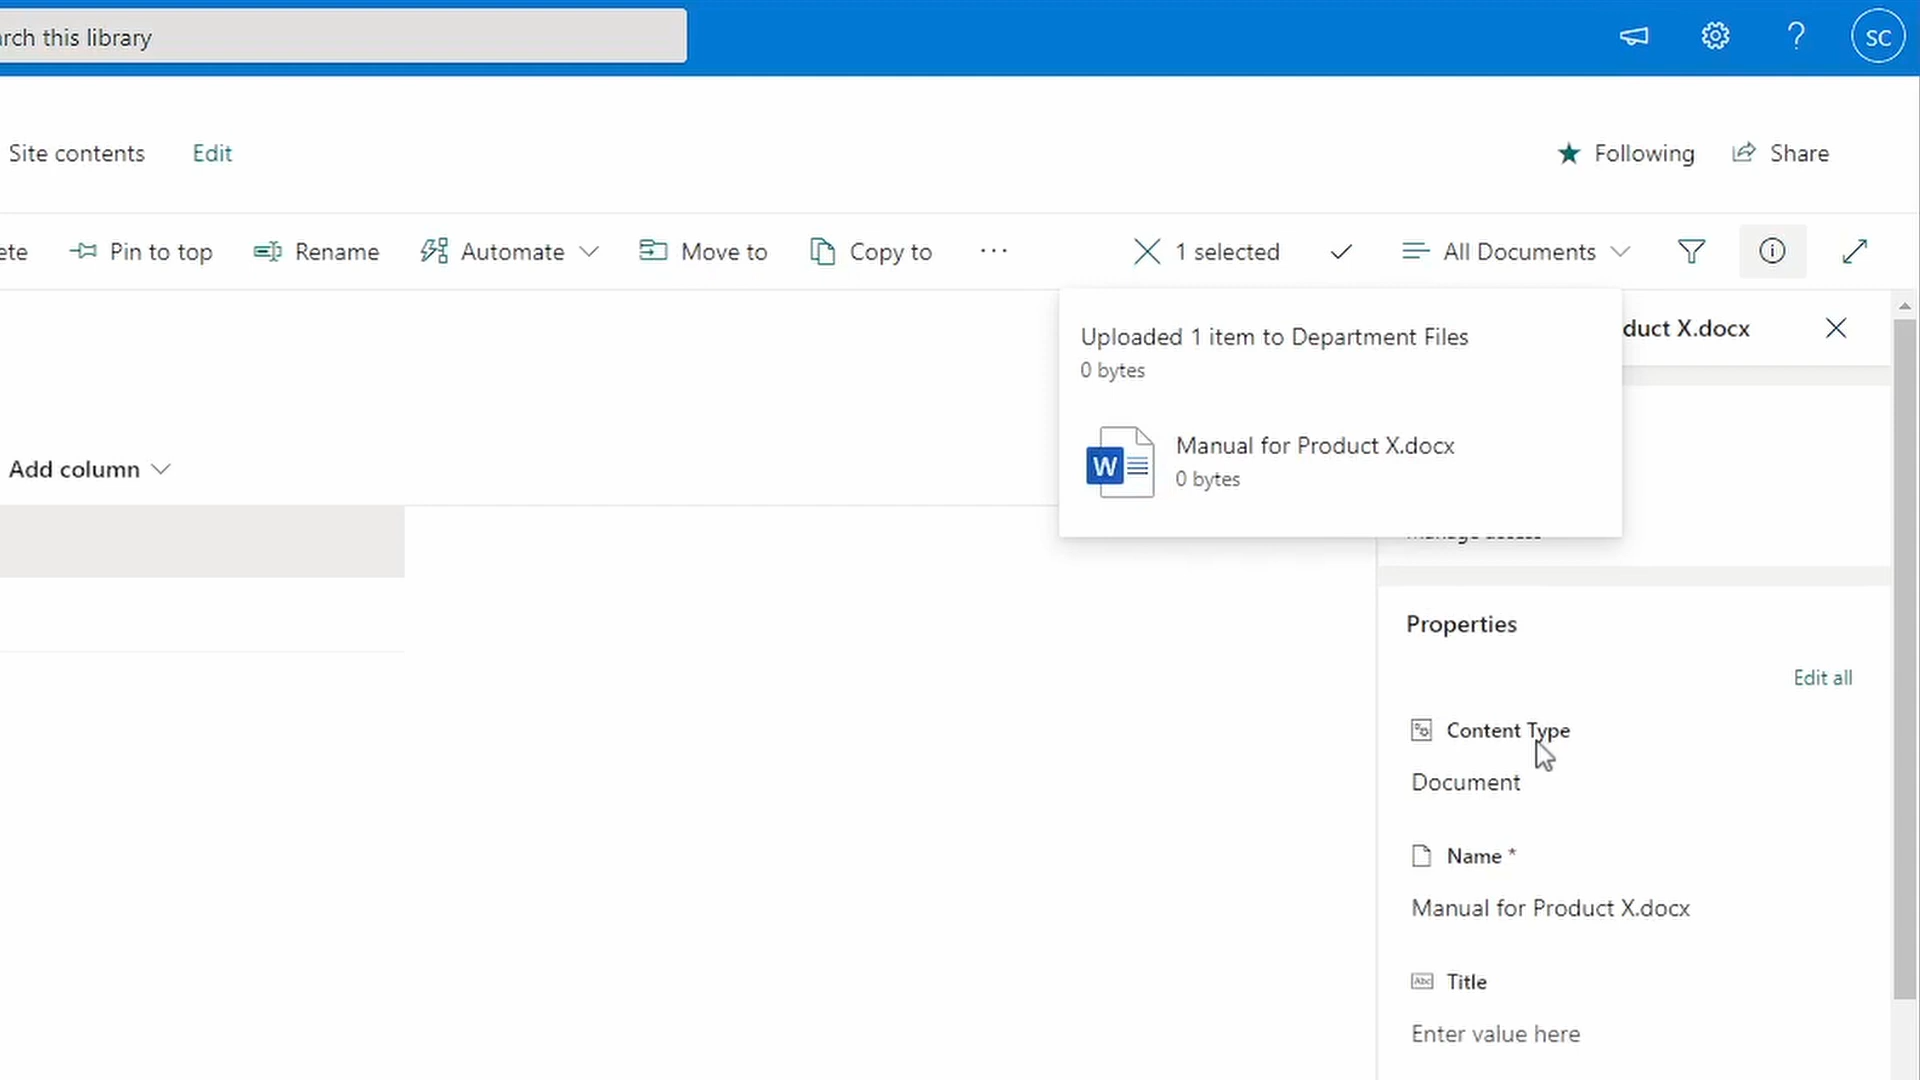 rch this library
SC
Site contents
Edit
Following
Share
ete
Pin to top
Rename
Automate
Move to
Copy to
...
1 selected
All Documents
duct X.docx
Uploaded 1 item to Department Files
0 bytes
W
Manual for Product X.docx
0 bytes
Add column
Properties
Edit all
Content Type
Document
Name *
Manual for Product X.docx
Abc
Title
Enter value here